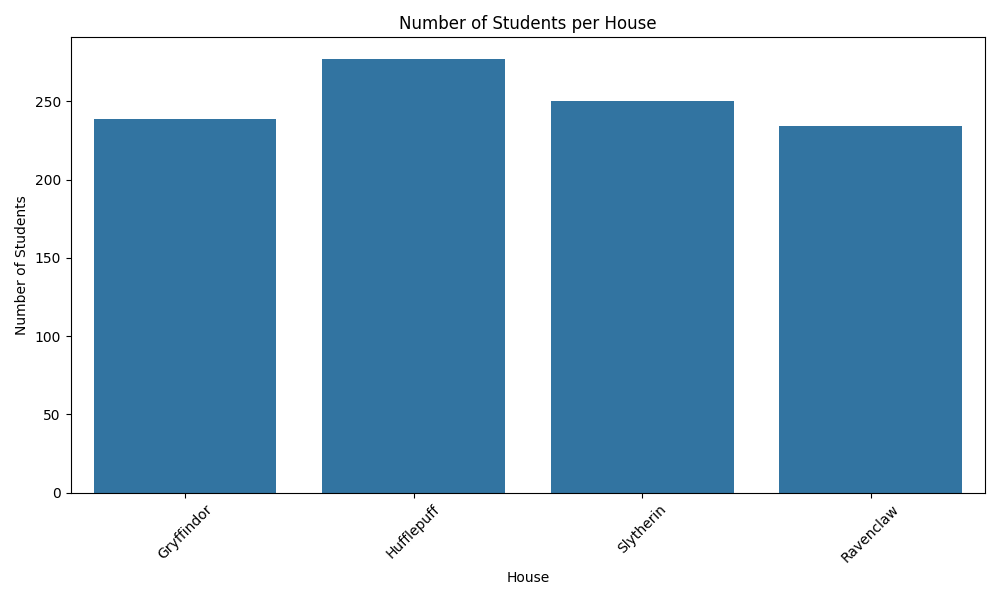 Number of Students per House
Number of Students
250
200
150
100
50
0
Gryffindor
Hufflepuff
Slytherin
Ravenclaw
House